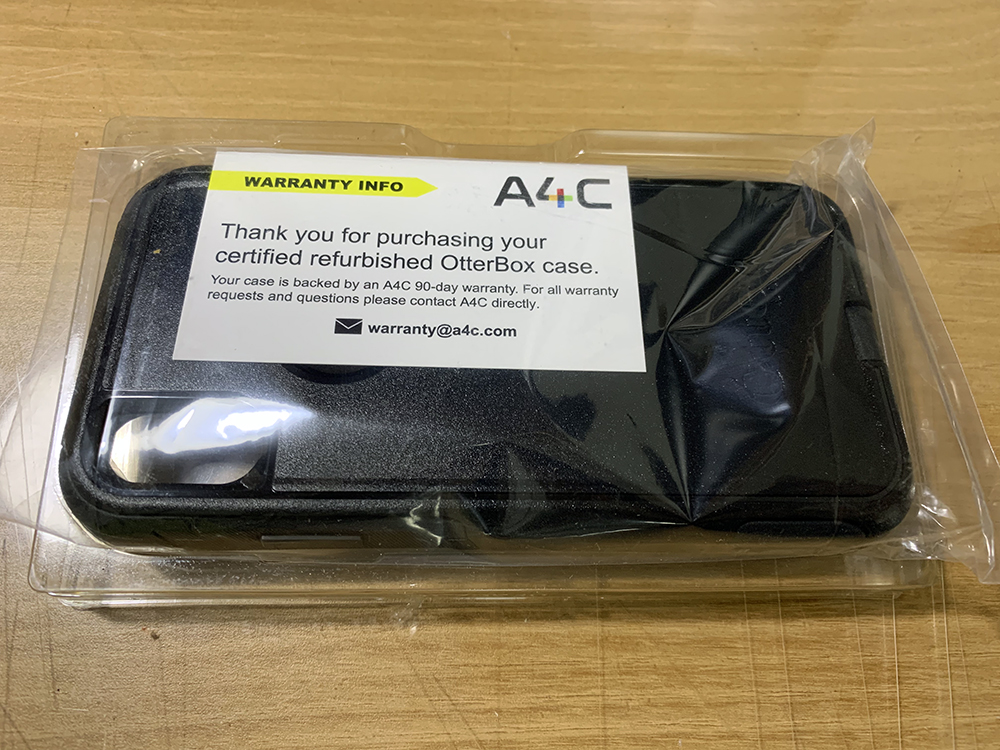 WARRANTY INFO
A4C
Thank you for purchasing your
certified refurbished OtterBox case.
Your case is backed by an A4C 90-day warranty. For all warranty
requests and questions please contact A4C directly.
warranty@a4c.com